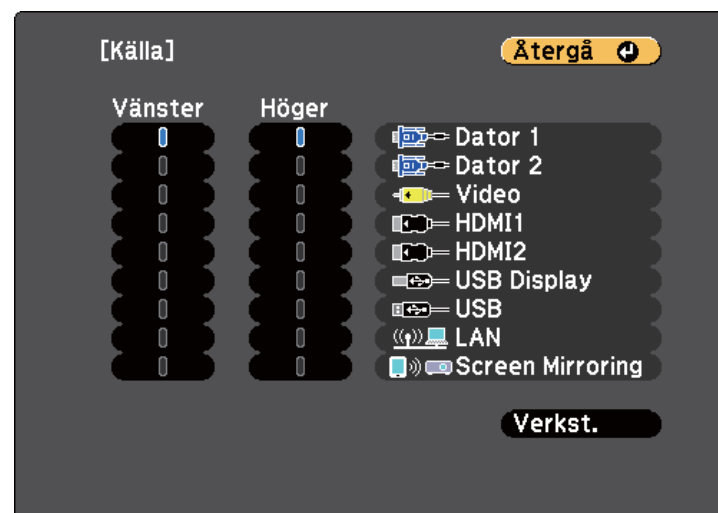 [Källa]
Återgå
Vänster Höger
Dator 1
Dator 2
Video
HDMI1
HDMI2
USB Display
USB
LAN
Screen Mirroring
Verkst.